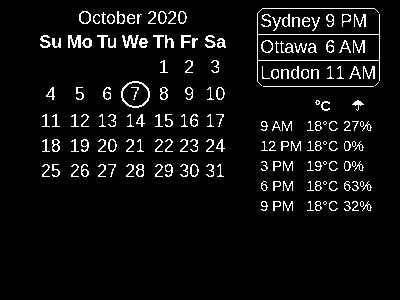 October 2020
Su Mo Tu We Th Fr Sa
1 2 3
4 5 6 7 8 9 10
11 12 13 14 15 16 17
18 19 20 21 22 23 24
25 26 27 28 29 30 31
Sydney 9 PM
Ottawa 6 AM
London 11 AM
°C ☂
9 AM 18°C 27%
12 PM 18°C 0%
3 PM 19°C 0%
6 PM 18°C 63%
9 PM 18°C 32%